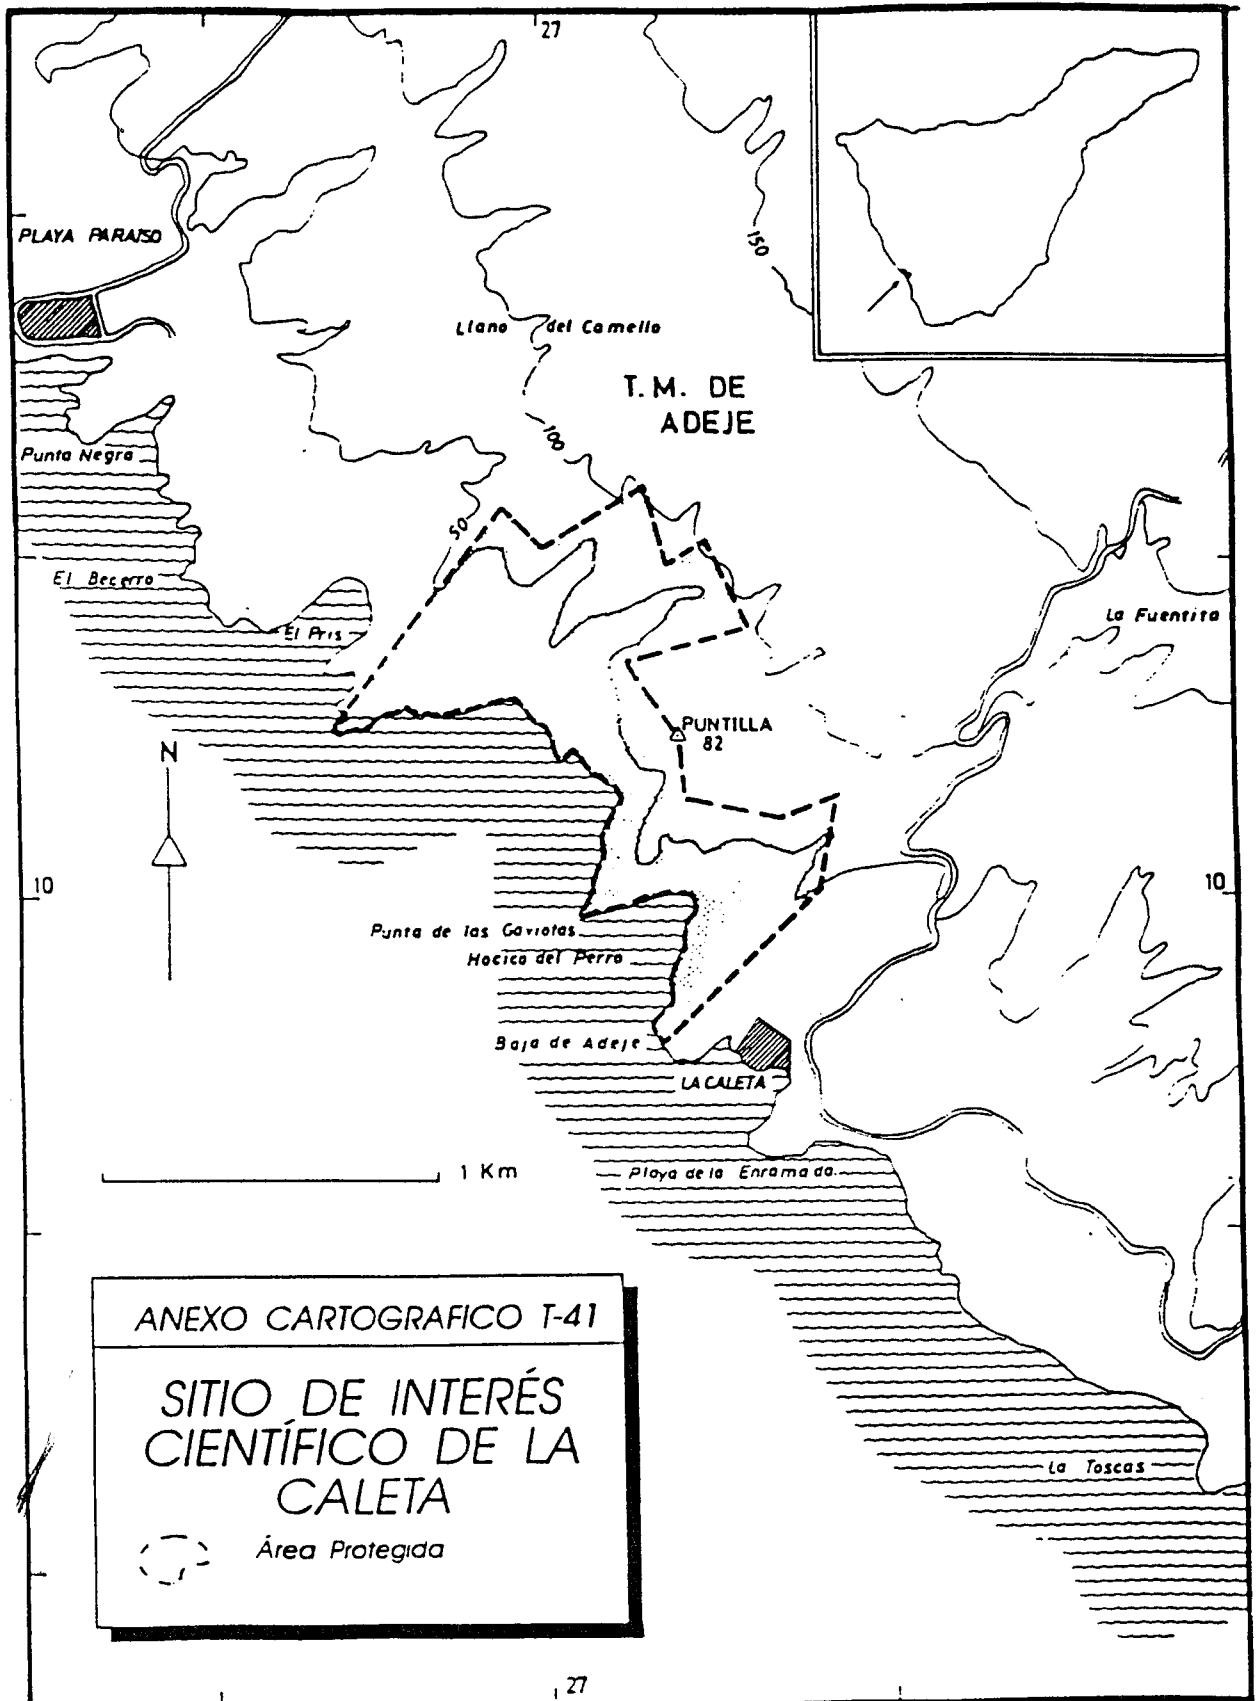 27
PLAYA PARAISO
150
Llano del Camello
T.M. DE
ADEJE
100
Punta Negra
50
El Becerro
La Fuentita
El Pris
PUNTILLA
82
N
10
10
Punta de las Gaviotas
Hocico del Perro
Baja de Adeje
LA CALETA
1 Km
Playa de la Enramada
ANEXO CARTOGRAFICO T-41
SITIO DE INTERÉS
CIENTÍFICO DE LA
CALETA
Área Protegida
La Toscas
27